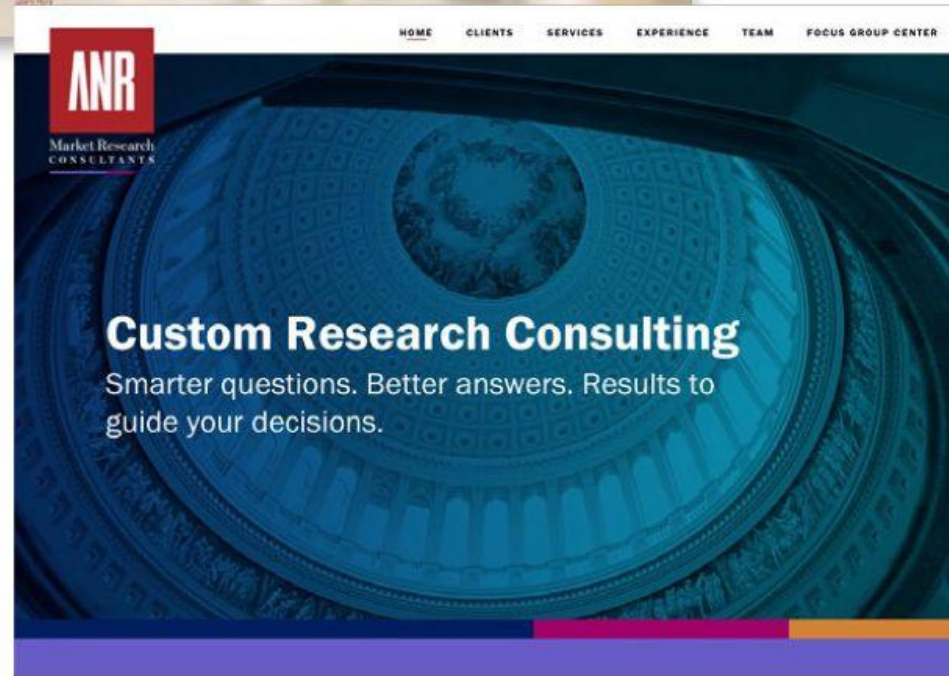 HOME CLIENTS SERVICES EXPERIENCE TEAM FOCUS GROUP CENTER
ANR
Market Research
CONSULTANTS
Custom Research Consulting
Smarter questions. Better answers. Results to
guide your decisions.